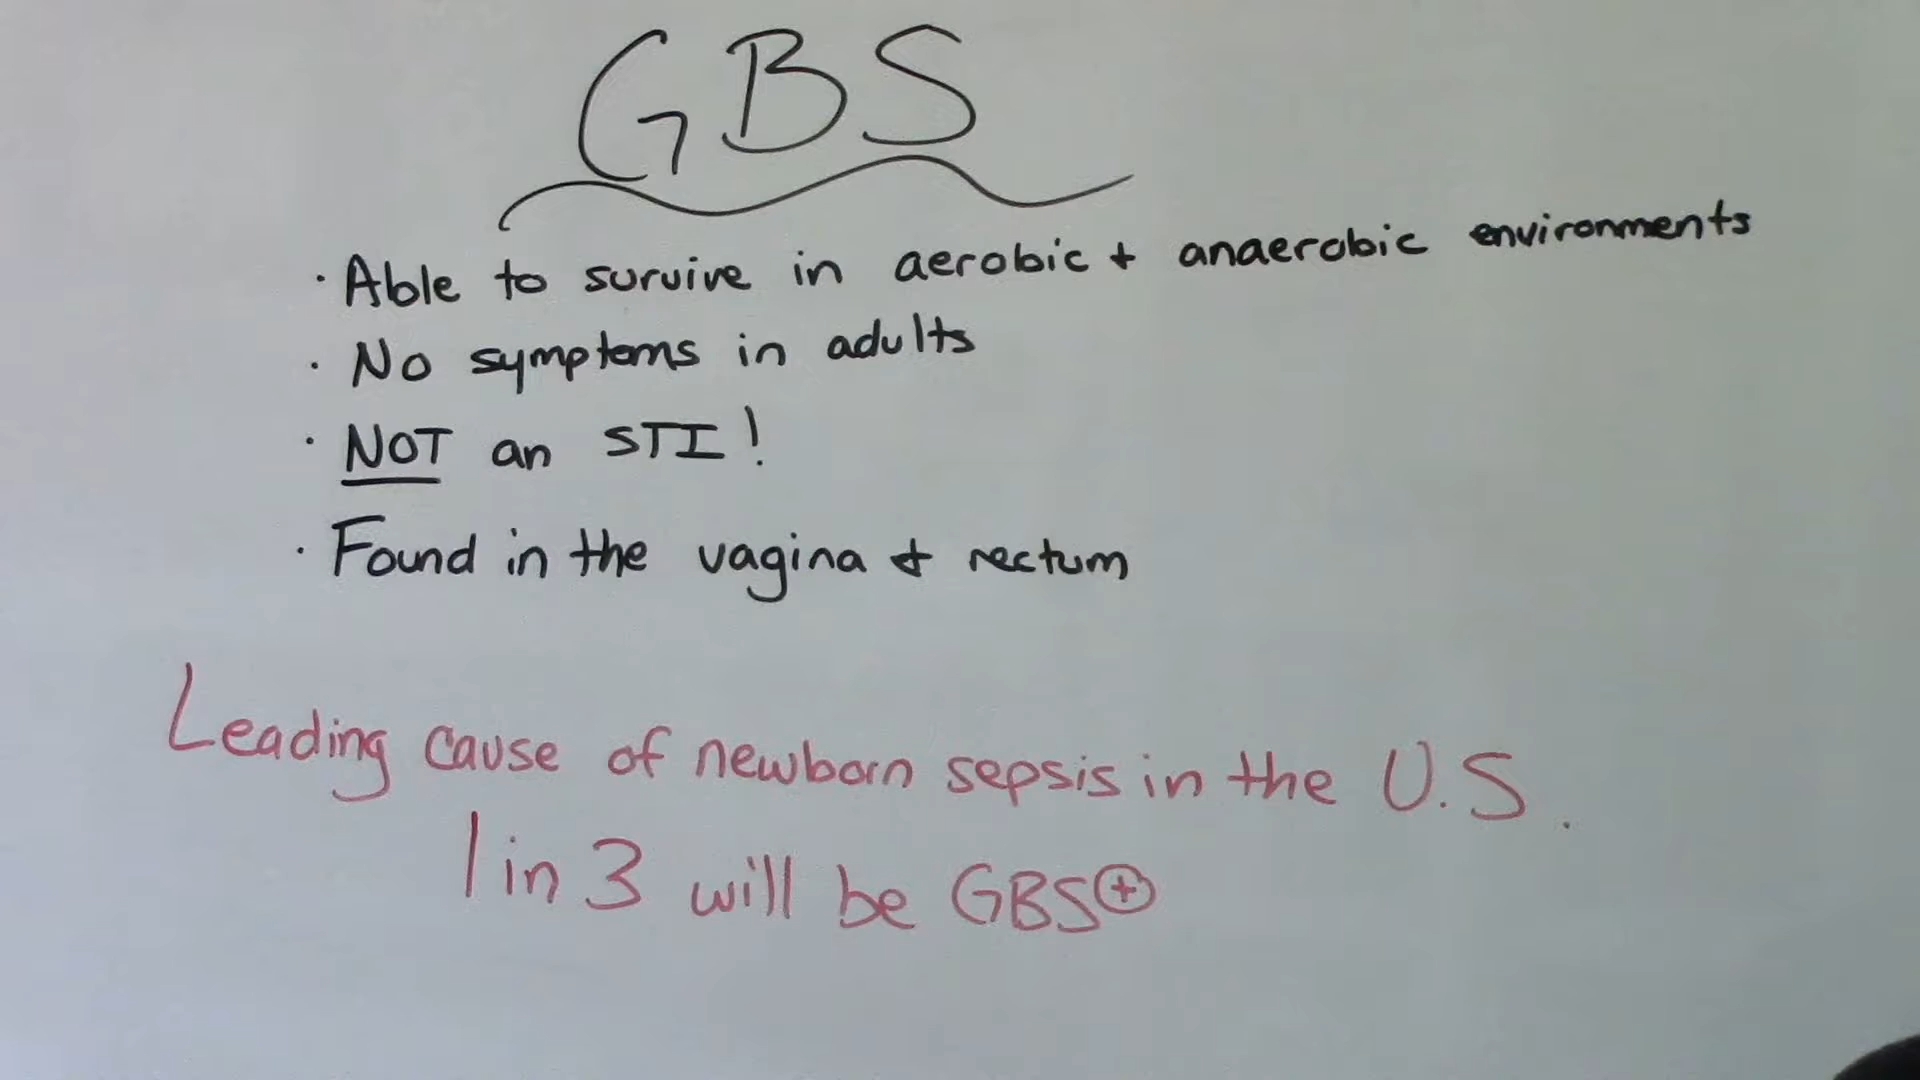 GBS
· Able to survive in aerobic + anaerobic environments
· No symptoms in adults
· NOT an STI!
· Found in the vagina + rectum
Leading cause of newborn sepsis in the U.S.
1 in 3 will be GBS⊕